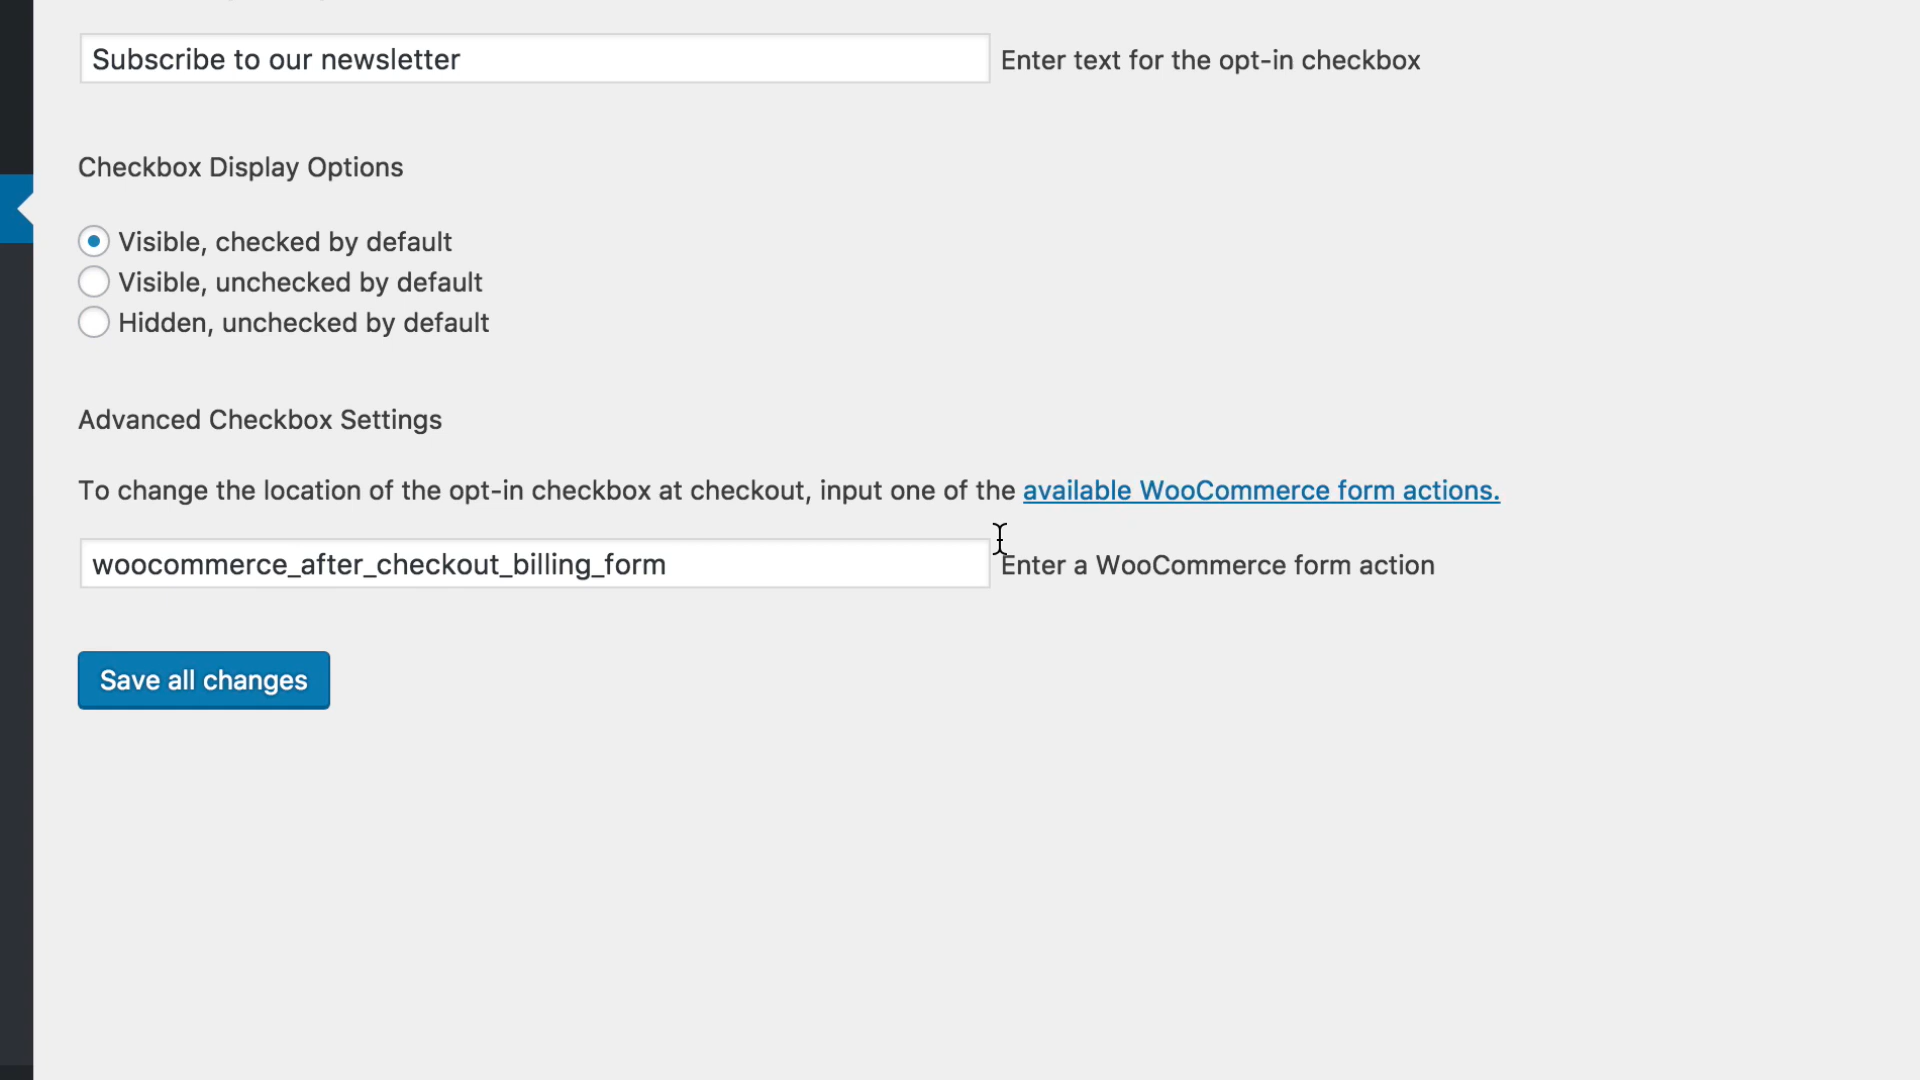 Subscribe to our newsletter Enter text for the opt-in checkbox
Checkbox Display Options
Visible, checked by default
Visible, unchecked by default
Hidden, unchecked by default
Advanced Checkbox Settings
To change the location of the opt-in checkbox at checkout, input one of the available WooCommerce form actions.
woocommerce_after_checkout_billing_form Enter a WooCommerce form action
Save all changes